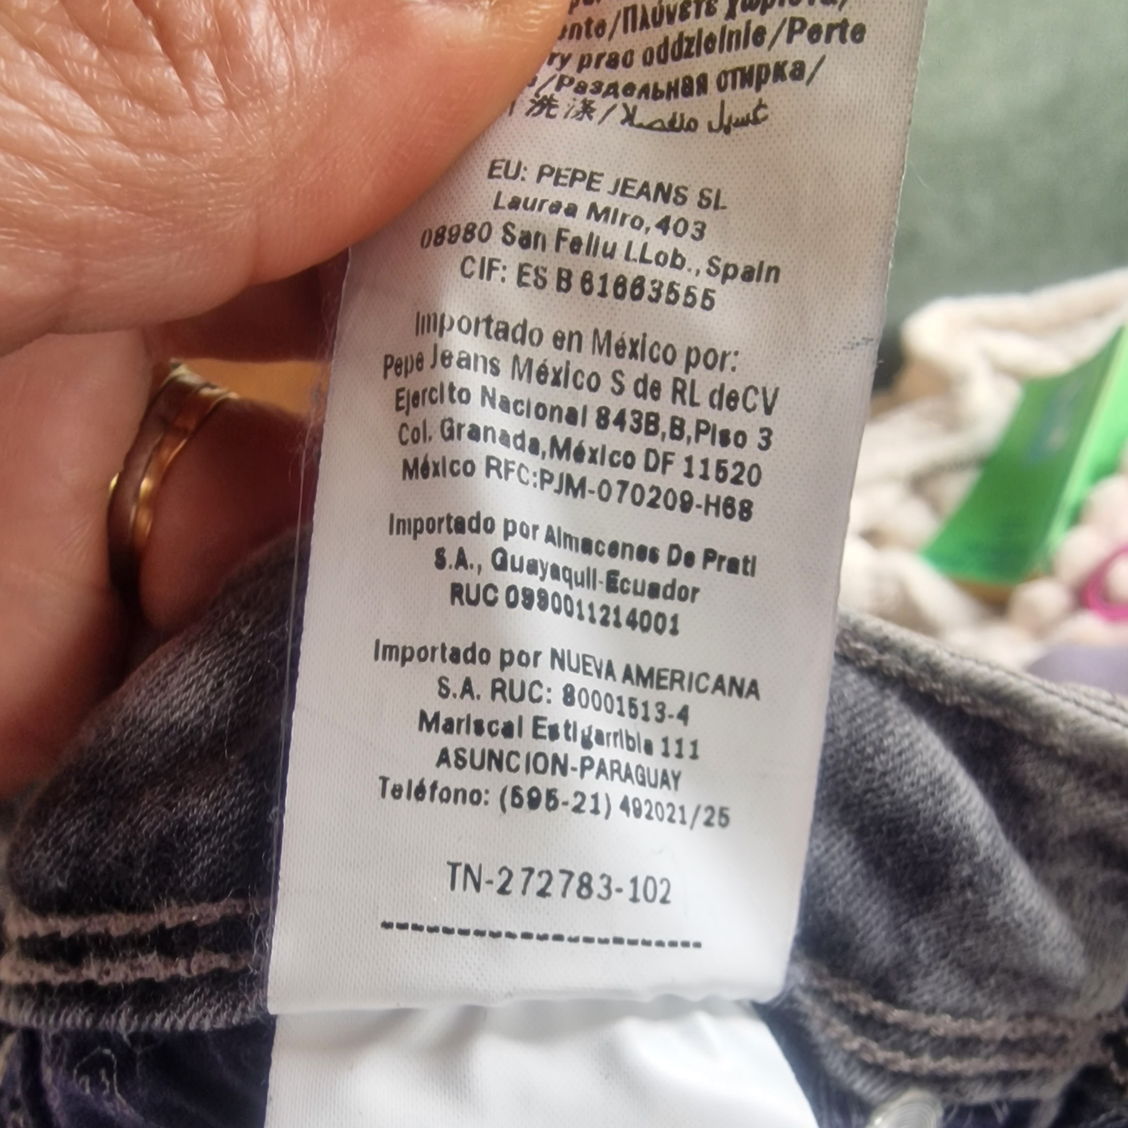 ente/Πλύνετε χωριστά/
ry prac oddzielnie/Perte
/Раздельная стирка/
洗涤/غسيل منفصلا
EU: PEPE JEANS SL
Laurea Miro, 403
08980 San Feliu LLob., Spain
CIF: ES B 61663555
Importado en México por:
Pepe Jeans México S de RL deCV
Ejercito Nacional 843B,B,Piso 3
Col. Granada,México DF 11520
México RFC:PJM-070209-H68
Importado por Almacenes De Prati
S.A., Guayaquil-Ecuador
RUC 0990011214001
Importado por NUEVA AMERICANA
S.A. RUC: 80001513-4
Mariscal Estigarribia 111
ASUNCION-PARAGUAY
Teléfono: (595-21) 492021/25
TN-272783-102